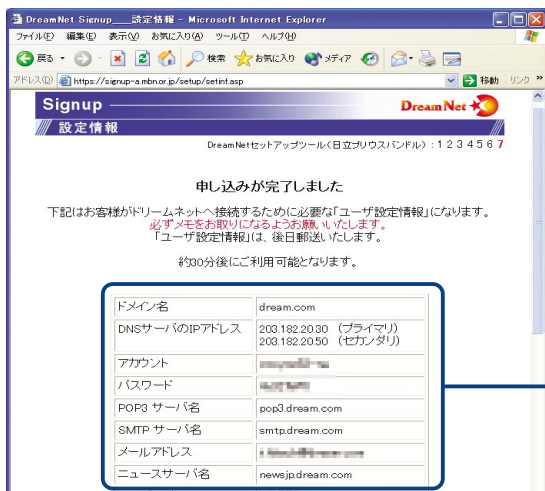 DreamNet Signup___設定情報 - Microsoft Internet Explorer
ファイル(F) 編集(E) 表示(V) お気に入り(A) ツール(T) ヘルプ(H)
戻る 検索 お気に入り メディア
アドレス(D) https://signup-a.mbn.or.jp/setup/setinf.asp 移動 リンク »
Signup Dream Net
設定情報
DreamNetセットアップツール(日立プリウスバンドル):1 2 3 4 5 6 7
申し込みが完了しました
下記はお客様がドリームネットへ接続するために必要な「ユーザ設定情報」になります。
必ずメモをお取りになるようお願いいたします。
「ユーザ設定情報」は、後日郵送いたします。
約30分後にご利用可能となります。
ドメイン名 dream.com
DNSサーバのIPアドレス 203.182.20.30 (プライマリ)
203.182.20.50 (セカンダリ)
アカウント
パスワード
POP3 サーバ名 pop3.dream.com
SMTP サーバ名 smtp.dream.com
メールアドレス
ニュースサーバ名 newsjp.dream.com